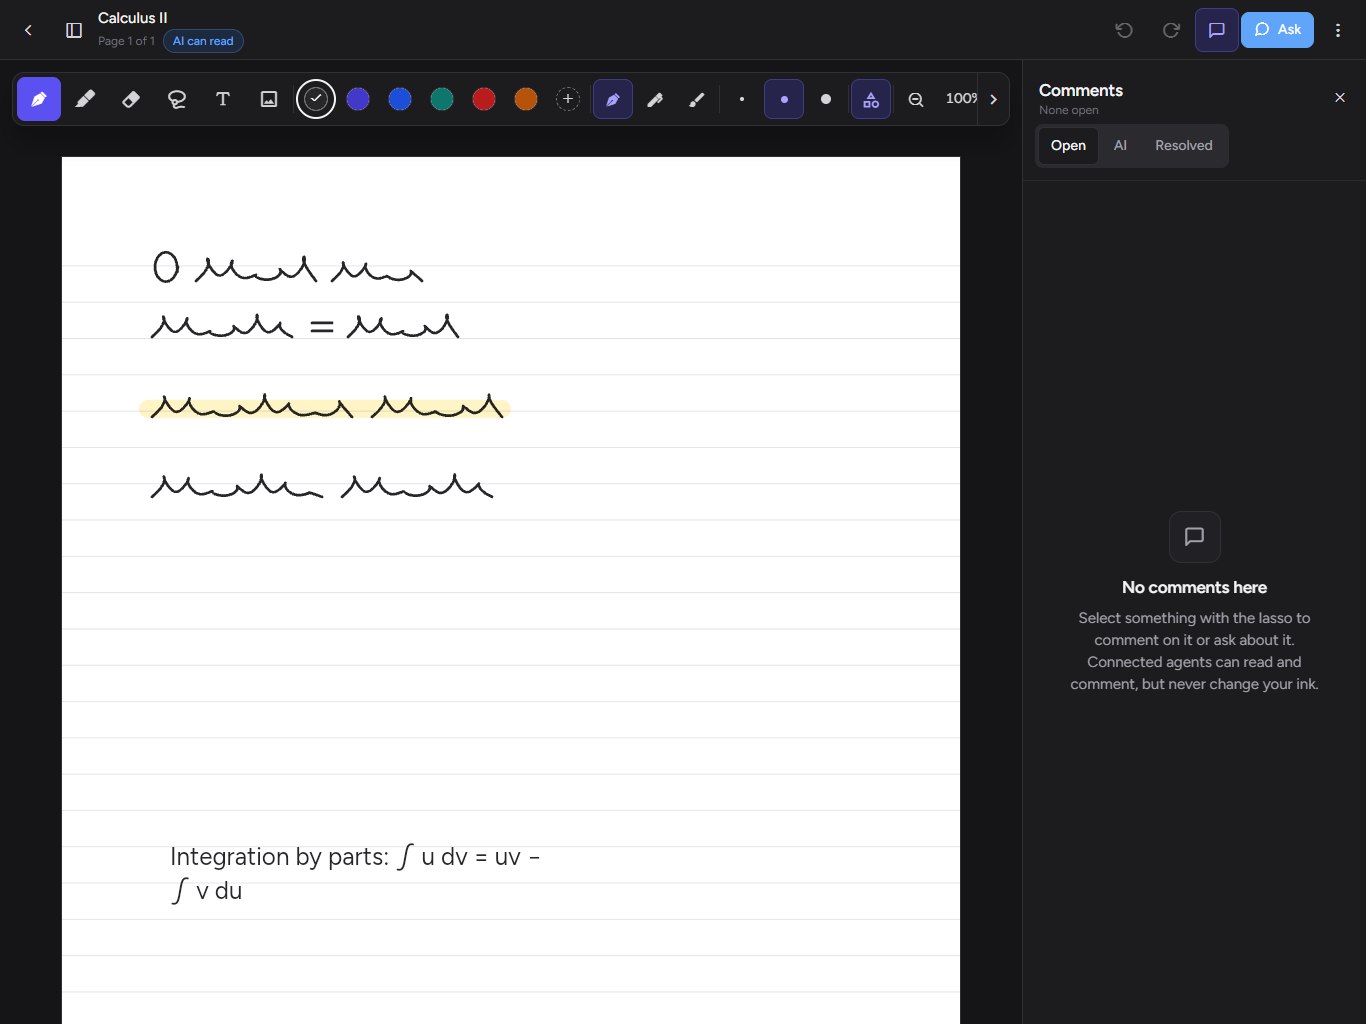 Calculus II
Page 1 of 1 AI can read
Ask
T
100%
Comments
None open
Open AI Resolved
O
=
No comments here
Select something with the lasso to
comment on it or ask about it.
Connected agents can read and
comment, but never change your ink.
Integration by parts: ∫ u dv = uv −
∫ v du